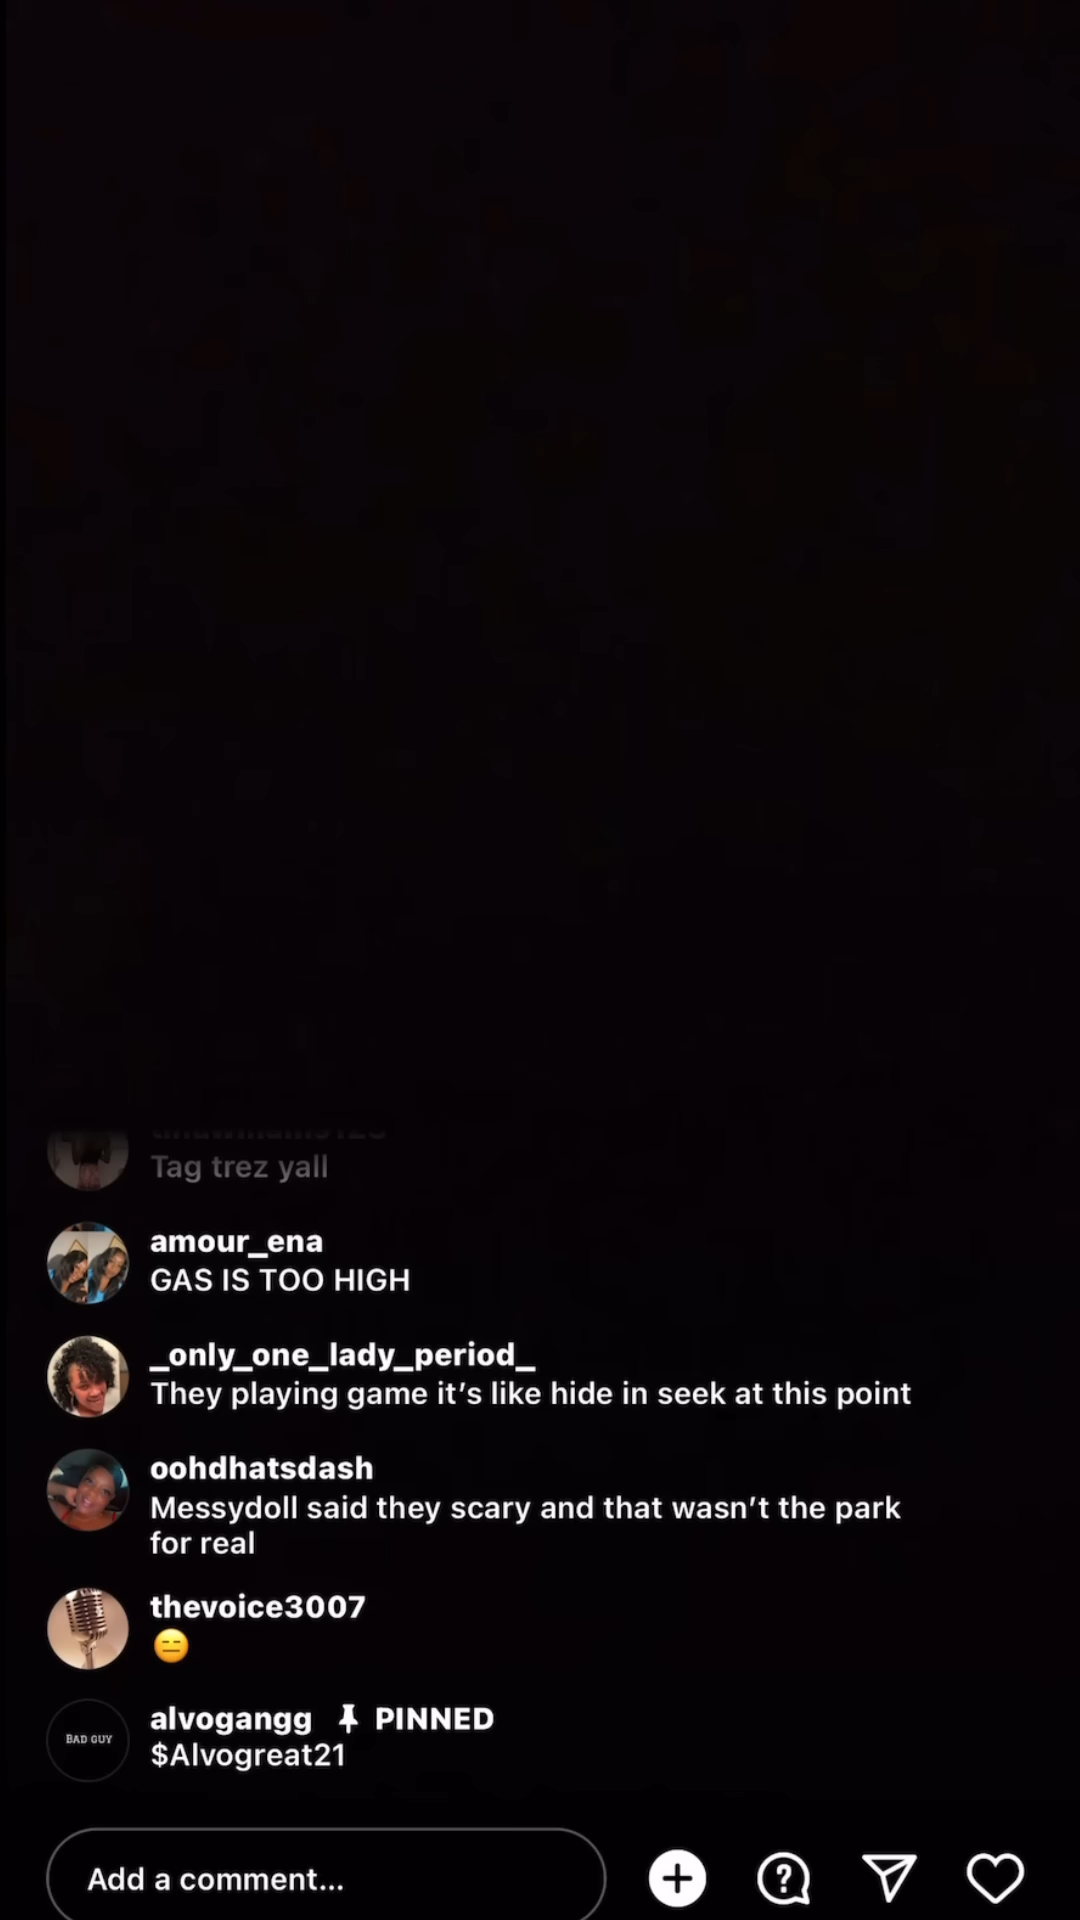 Tag trez yall
amour_ena
GAS IS TOO HIGH
_only_one_lady_period_
They playing game it’s like hide in seek at this point
oohdhatsdash
Messydoll said they scary and that wasn’t the park
for real
thevoice3007
😑
alvogangg PINNED
BAD GUY
$Alvogreat21
Add a comment...